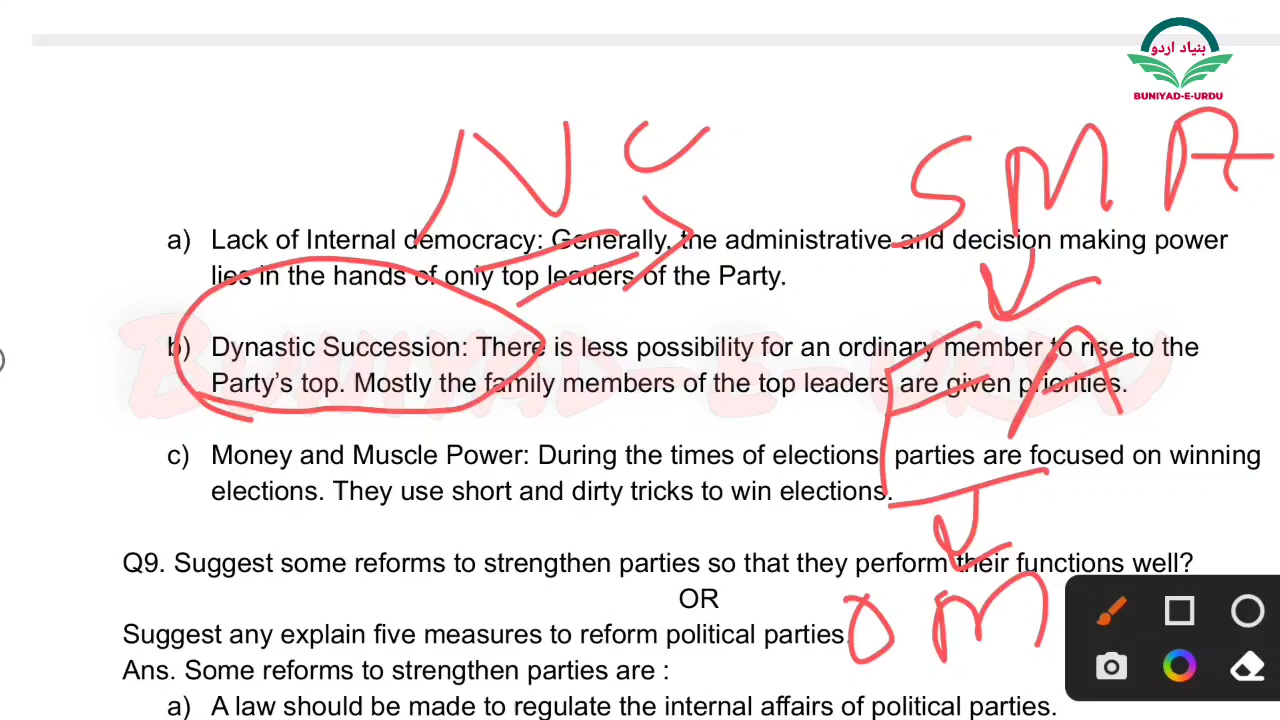 بنیاد اردو
BUNIYAD-E-URDU
N C
S M A
a) Lack of Internal democracy: Generally, the administrative and decision making power
lies in the hands of only top leaders of the Party.
b) Dynastic Succession: There is less possibility for an ordinary member to rise to the
Party's top. Mostly the family members of the top leaders are given priorities.
BUNIYAD-E-URDU
F A
c) Money and Muscle Power: During the times of elections, parties are focused on winning
elections. They use short and dirty tricks to win elections.
Q9. Suggest some reforms to strengthen parties so that they perform their functions well?
OR
O M
Suggest any explain five measures to reform political parties.
Ans. Some reforms to strengthen parties are :
a) A law should be made to regulate the internal affairs of political parties.